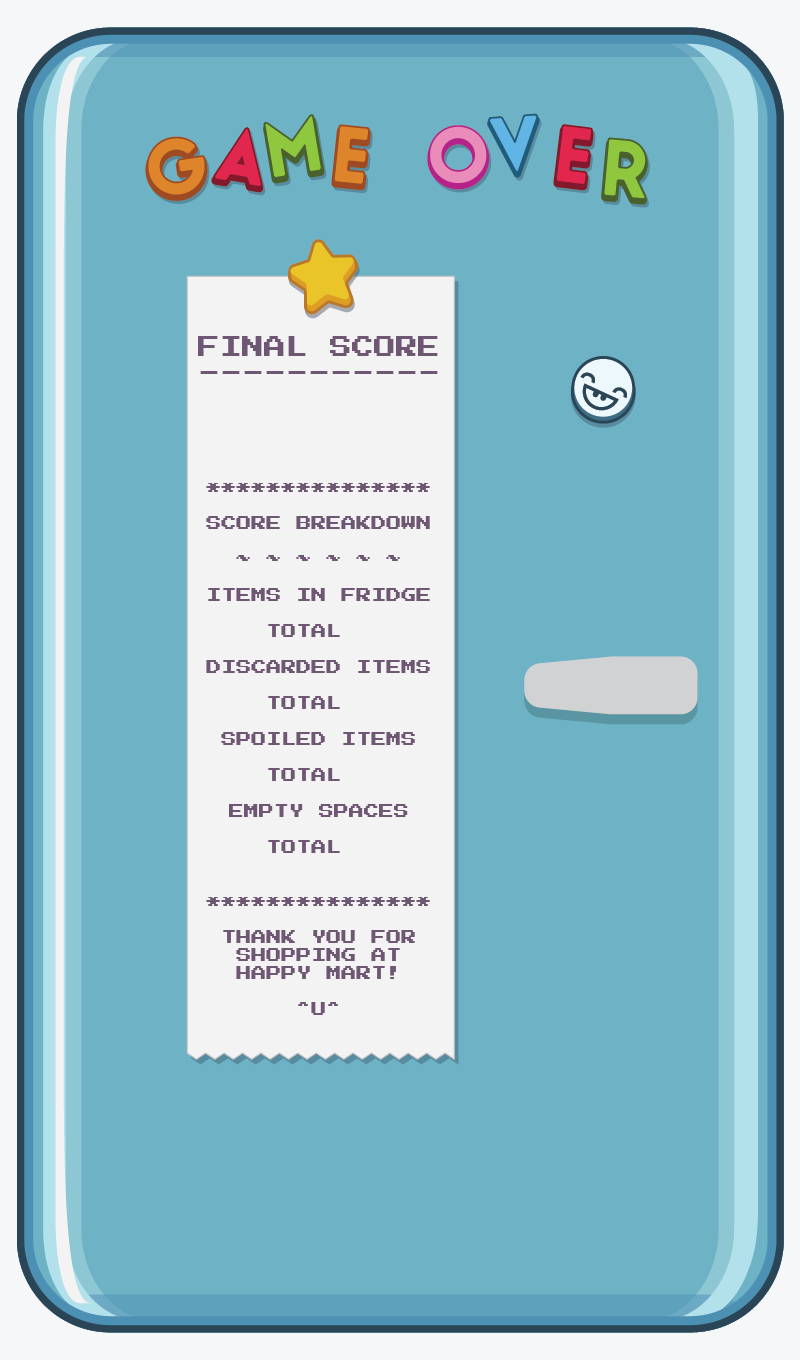 GAME OVER
FINAL SCORE
-----------
***************
SCORE BREAKDOWN
~ ~ ~ ~ ~ ~
ITEMS IN FRIDGE
TOTAL
DISCARDED ITEMS
TOTAL
SPOILED ITEMS
TOTAL
EMPTY SPACES
TOTAL
***************
THANK YOU FOR
SHOPPING AT
HAPPY MART!
^U^